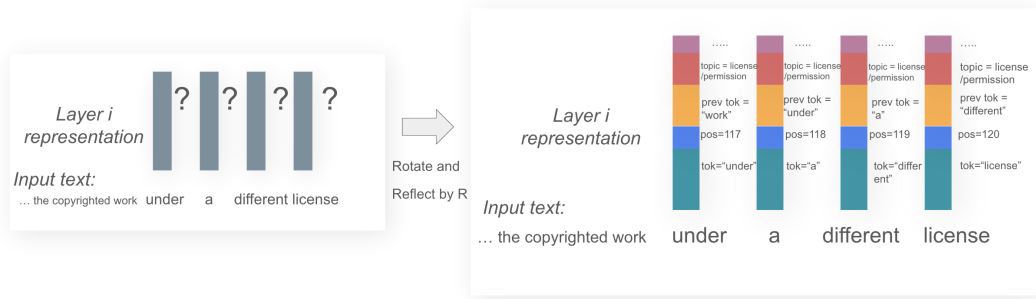 Layer i
representation
? ? ? ?
Input text:
… the copyrighted work under a different license
Rotate and
Reflect by R
Layer i
representation
….. ….. ….. …..
topic = license
/permission
topic = license
/permission
topic = license
/permission
topic = license
/permission
prev tok =
“work”
prev tok =
“under”
prev tok =
“a”
prev tok =
“different”
pos=117 pos=118 pos=119 pos=120
tok=“under”
tok=“a”
tok=“differ
ent”
tok=“license”
Input text:
… the copyrighted work under a different license